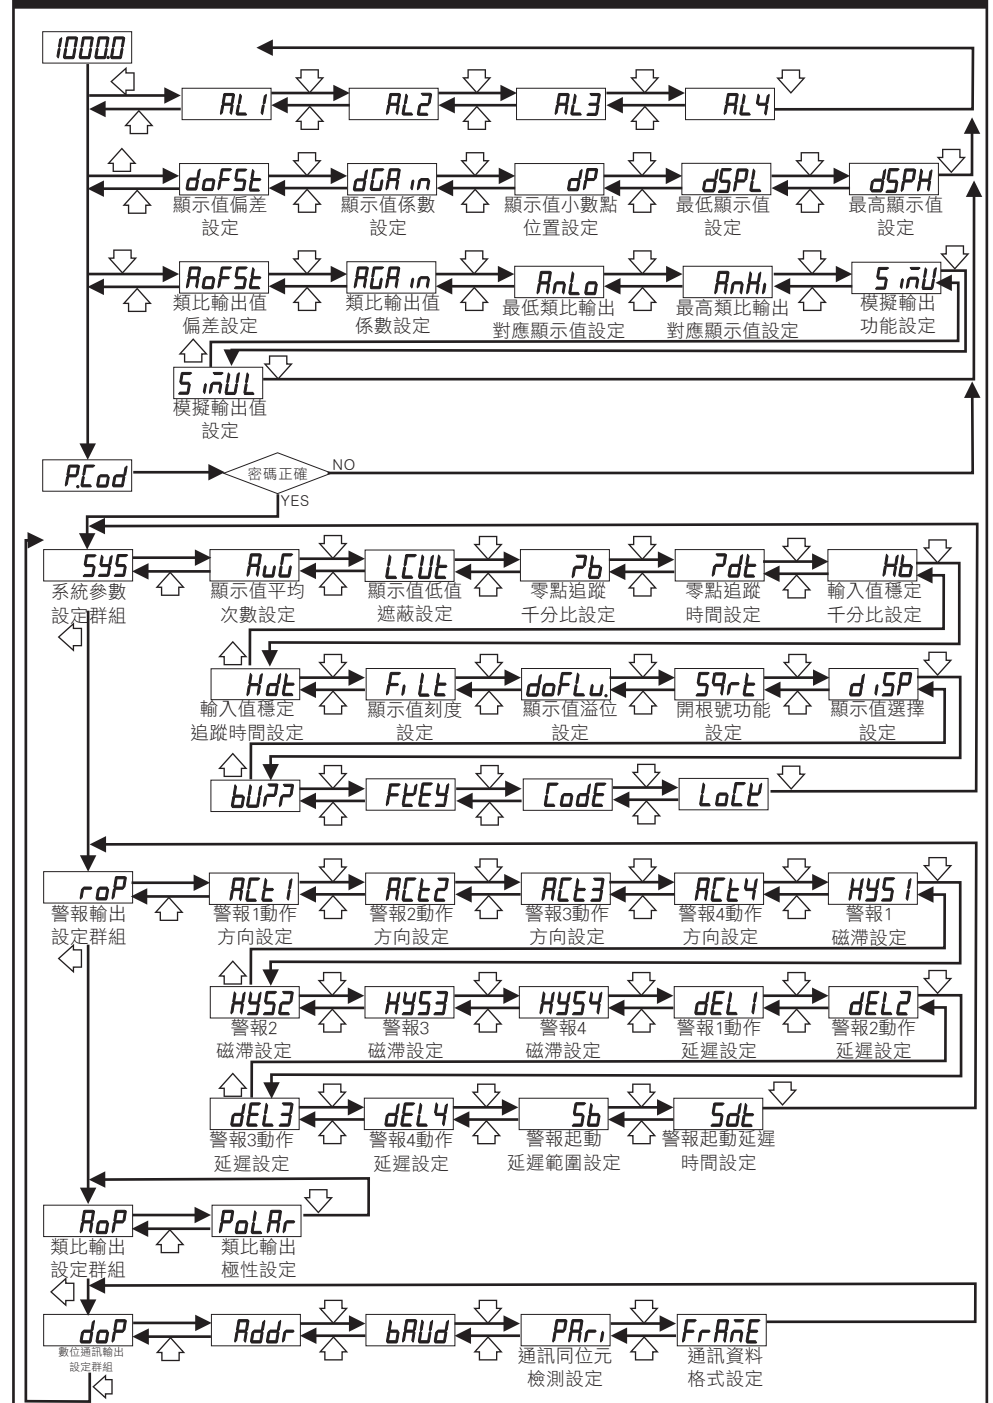 1000.0
AL1 AL2 AL3 AL4
doFSt dGAin dP dSPL dSPH
顯示值偏差 顯示值係數 顯示值小數點 最低顯示值 最高顯示值
設定 設定 位置設定 設定 設定
AoFSt AGAin AnLo AnHi SimU
類比輸出值 類比輸出值 最低類比輸出 最高類比輸出 模擬輸出
偏差設定 係數設定 對應顯示值設定 對應顯示值設定 功能設定
SimUL
模擬輸出值
設定
P.Cod 密碼正確 NO
YES
SYS AvG LCUt 2b 2dt Hb
系統參數 顯示值平均 顯示值低值 零點追蹤 零點追蹤 輸入值穩定
設定群組 次數設定 遮蔽設定 千分比設定 時間設定 千分比設定
Hdt FiLt doFLu. Sqrt diSP
輸入值穩定 顯示值刻度 顯示值溢位 開根號功能 顯示值選擇
追蹤時間設定 設定 設定 設定 設定
bU22 FKEY CodE LoCK
roP ACt1 ACt2 ACt3 ACt4 HYS1
警報輸出 警報1動作 警報2動作 警報3動作 警報4動作 警報1
設定群組 方向設定 方向設定 方向設定 方向設定 磁滯設定
HYS2 HYS3 HYS4 dEL1 dEL2
警報2 警報3 警報4 警報1動作 警報2動作
磁滯設定 磁滯設定 磁滯設定 延遲設定 延遲設定
dEL3 dEL4 Sb Sdt
警報3動作 警報4動作 警報起動 警報起動延遲
延遲設定 延遲設定 延遲範圍設定 時間設定
AoP PoLAr
類比輸出 類比輸出
設定群組 極性設定
doP Addr bAUd PAri FrAmE
數位通訊輸出 通訊同位元 通訊資料
設定群組 檢測設定 格式設定